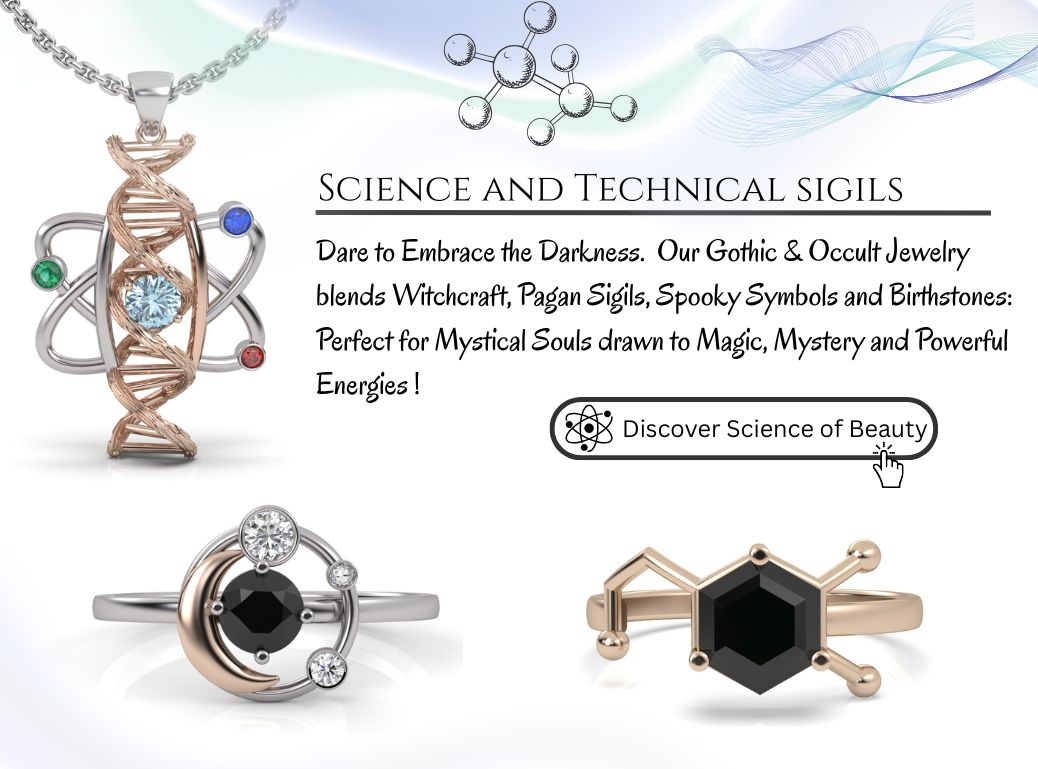 Science and Technical sigils
Dare to Embrace the Darkness. Our Gothic & Occult Jewelry
blends Witchcraft, Pagan Sigils, Spooky Symbols and Birthstones:
Perfect for Mystical Souls drawn to Magic, Mystery and Powerful
Energies !
Discover Science of Beauty